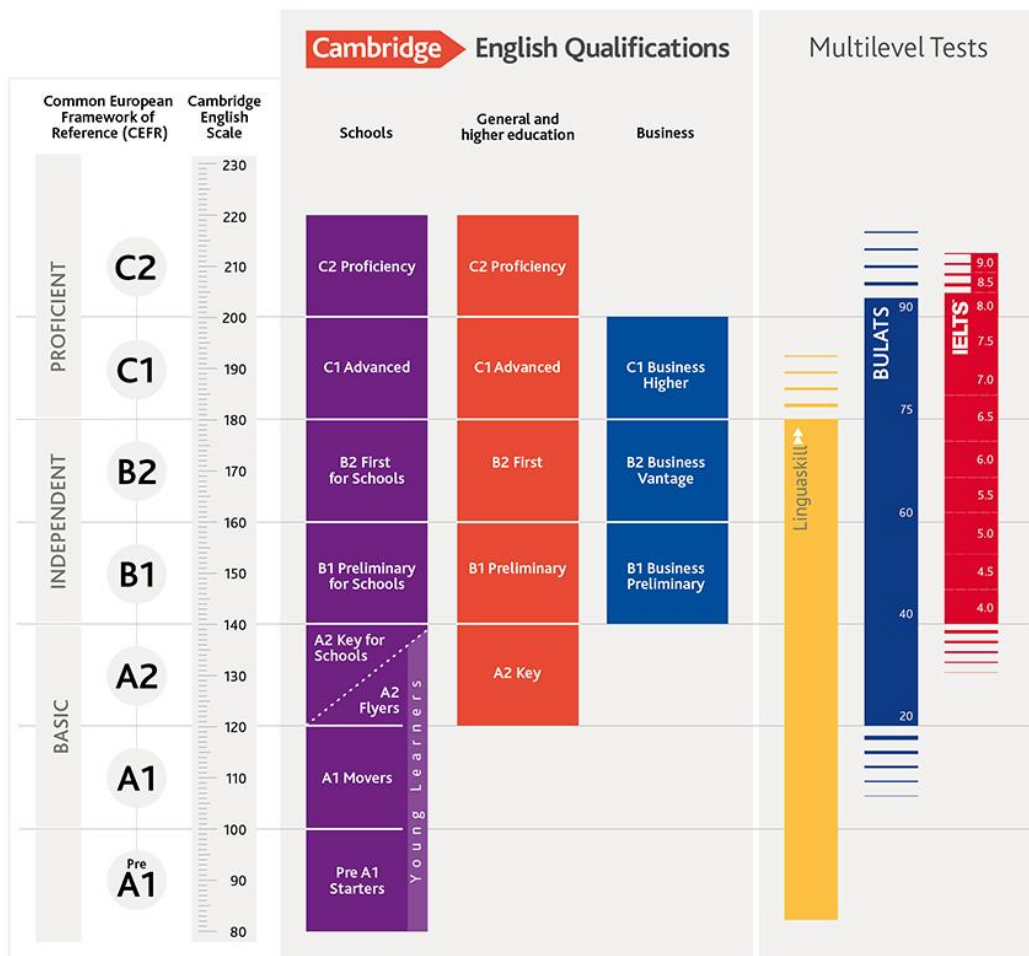 Cambridge English Qualifications
Multilevel Tests
Common European
Framework of
Reference (CEFR)
Cambridge
English
Scale
Schools
General and
higher education
Business
PROFICIENT
INDEPENDENT
BASIC
C2
C1
B2
B1
A2
A1
Pre
A1
230
220
210
200
190
180
170
160
150
140
130
120
110
100
90
80
C2 Proficiency
C1 Advanced
B2 First
for Schools
B1 Preliminary
for Schools
A2 Key for
Schools
A2
Flyers
A1 Movers
Pre A1
Starters
Young Learners
C2 Proficiency
C1 Advanced
B2 First
B1 Preliminary
A2 Key
C1 Business
Higher
B2 Business
Vantage
B1 Business
Preliminary
Linguaskill
BULATS
90
75
60
40
20
IELTS
9.0
8.5
8.0
7.5
7.0
6.5
6.0
5.5
5.0
4.5
4.0